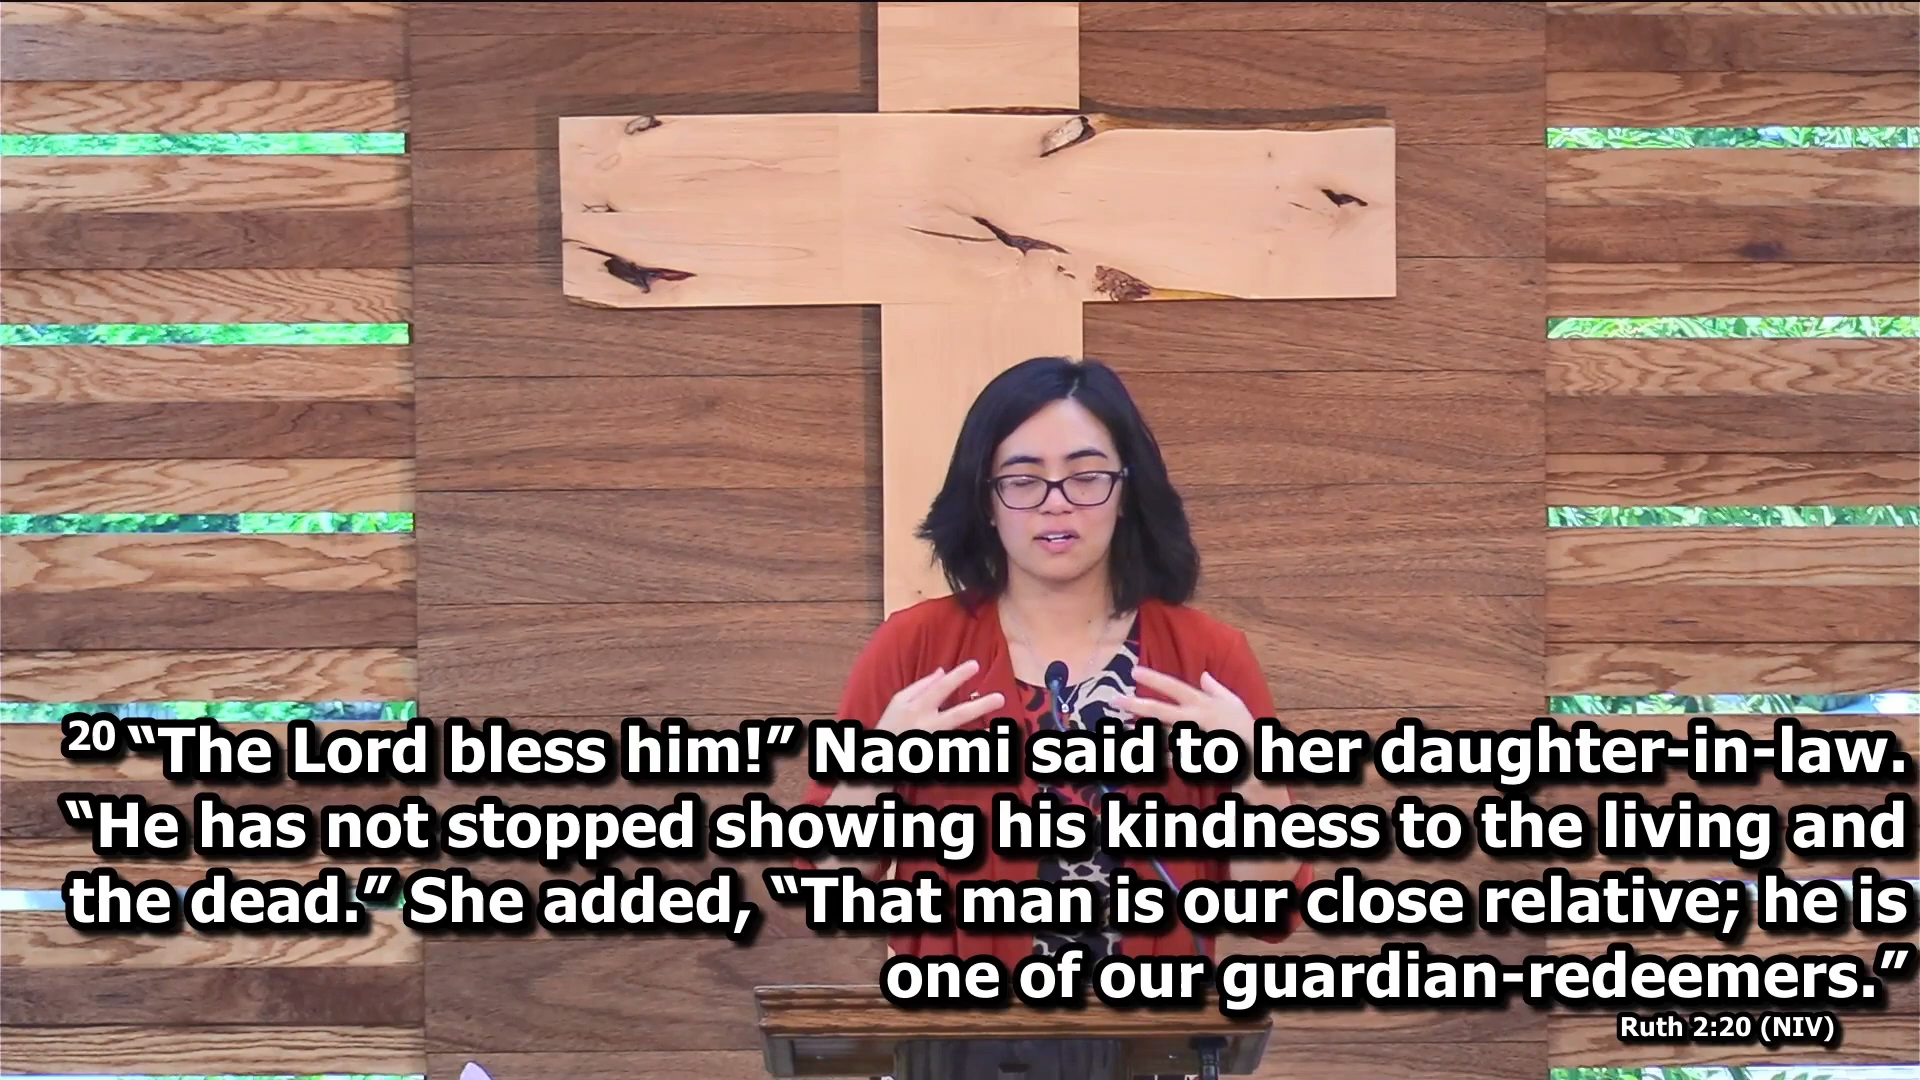 20 “The Lord bless him!” Naomi said to her daughter-in-law.
“He has not stopped showing his kindness to the living and
the dead.” She added, “That man is our close relative; he is
one of our guardian-redeemers.”
Ruth 2:20 (NIV)